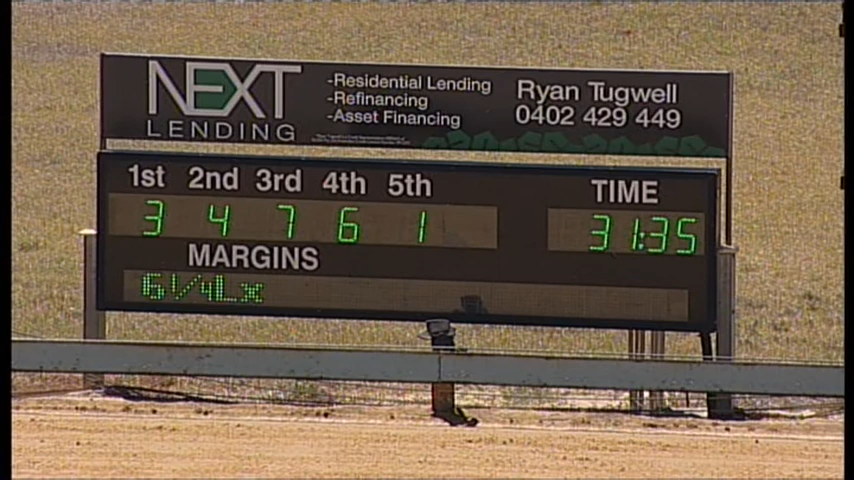 NEXT
LENDING
-Residential Lending
-Refinancing
-Asset Financing
Ryan Tugwell
0402 429 449
1st 2nd 3rd 4th 5th TIME
3 4 7 6 1 31:35
MARGINS
6 1/4L x